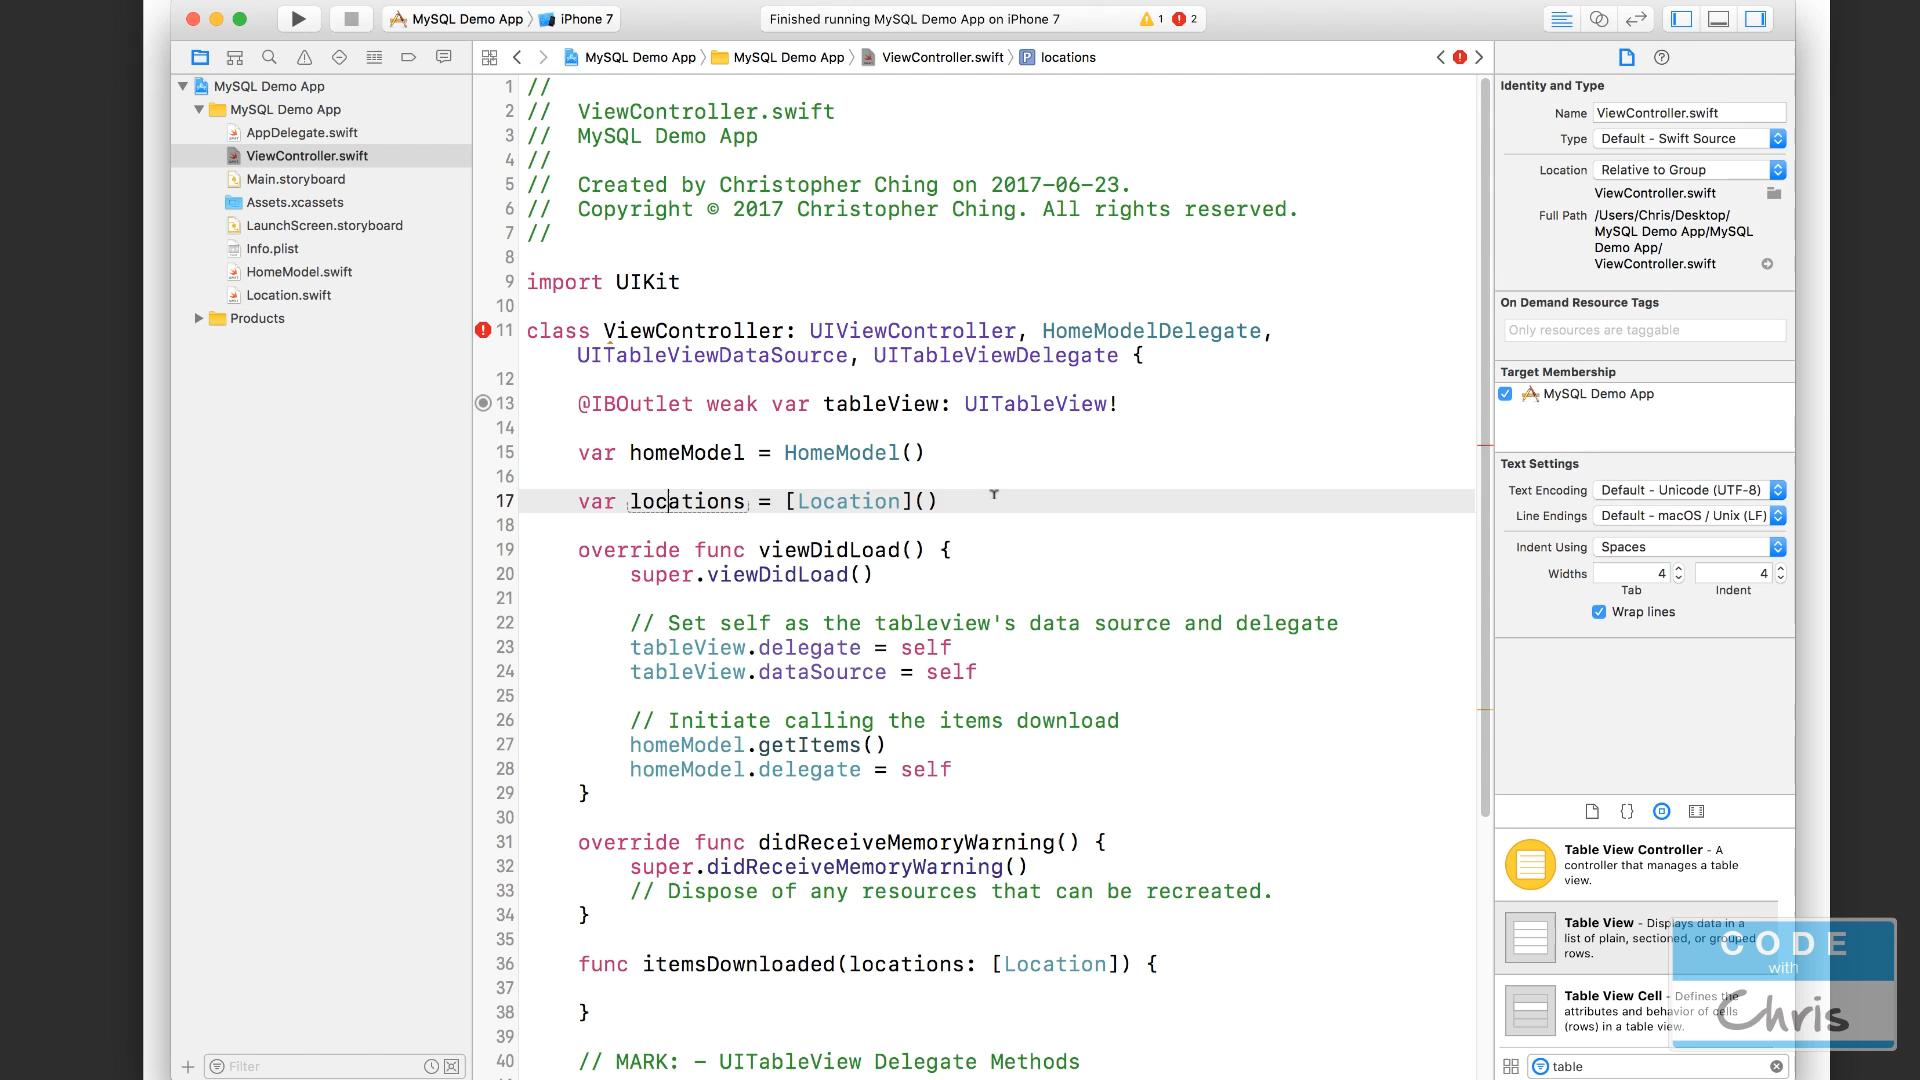 MySQL Demo App 〉 iPhone 7
Finished running MySQL Demo App on iPhone 7
1
2
MySQL Demo App 〉 MySQL Demo App 〉 ViewController.swift 〉 P locations
MySQL Demo App
MySQL Demo App
AppDelegate.swift
ViewController.swift
Main.storyboard
Assets.xcassets
LaunchScreen.storyboard
Info.plist
HomeModel.swift
Location.swift
Products
Filter
1 //
2 //  ViewController.swift
3 //  MySQL Demo App
4 //
5 //  Created by Christopher Ching on 2017-06-23.
6 //  Copyright © 2017 Christopher Ching. All rights reserved.
7 //
8
9 import UIKit
10
11 class ViewController: UIViewController, HomeModelDelegate,
UITableViewDataSource, UITableViewDelegate {
12
13     @IBOutlet weak var tableView: UITableView!
14
15     var homeModel = HomeModel()
16
17     var locations = [Location]()
18
19     override func viewDidLoad() {
20         super.viewDidLoad()
21
22         // Set self as the tableview's data source and delegate
23         tableView.delegate = self
24         tableView.dataSource = self
25
26         // Initiate calling the items download
27         homeModel.getItems()
28         homeModel.delegate = self
29     }
30
31     override func didReceiveMemoryWarning() {
32         super.didReceiveMemoryWarning()
33         // Dispose of any resources that can be recreated.
34     }
35
36     func itemsDownloaded(locations: [Location]) {
37
38     }
39
40     // MARK: - UITableView Delegate Methods
Identity and Type
Name ViewController.swift
Type Default - Swift Source
Location Relative to Group
ViewController.swift
Full Path /Users/Chris/Desktop/
MySQL Demo App/MySQL
Demo App/
ViewController.swift
On Demand Resource Tags
Only resources are taggable
Target Membership
MySQL Demo App
Text Settings
Text Encoding Default - Unicode (UTF-8)
Line Endings Default - macOS / Unix (LF)
Indent Using Spaces
Widths 4 4
Tab Indent
Wrap lines
Table View Controller - A
controller that manages a table
view.
Table View - Displays data in a
list of plain, sectioned, or grouped
rows.
Table View Cell - Defines the
attributes and behavior of cells
(rows) in a table view.
table
CODE
with
Chris